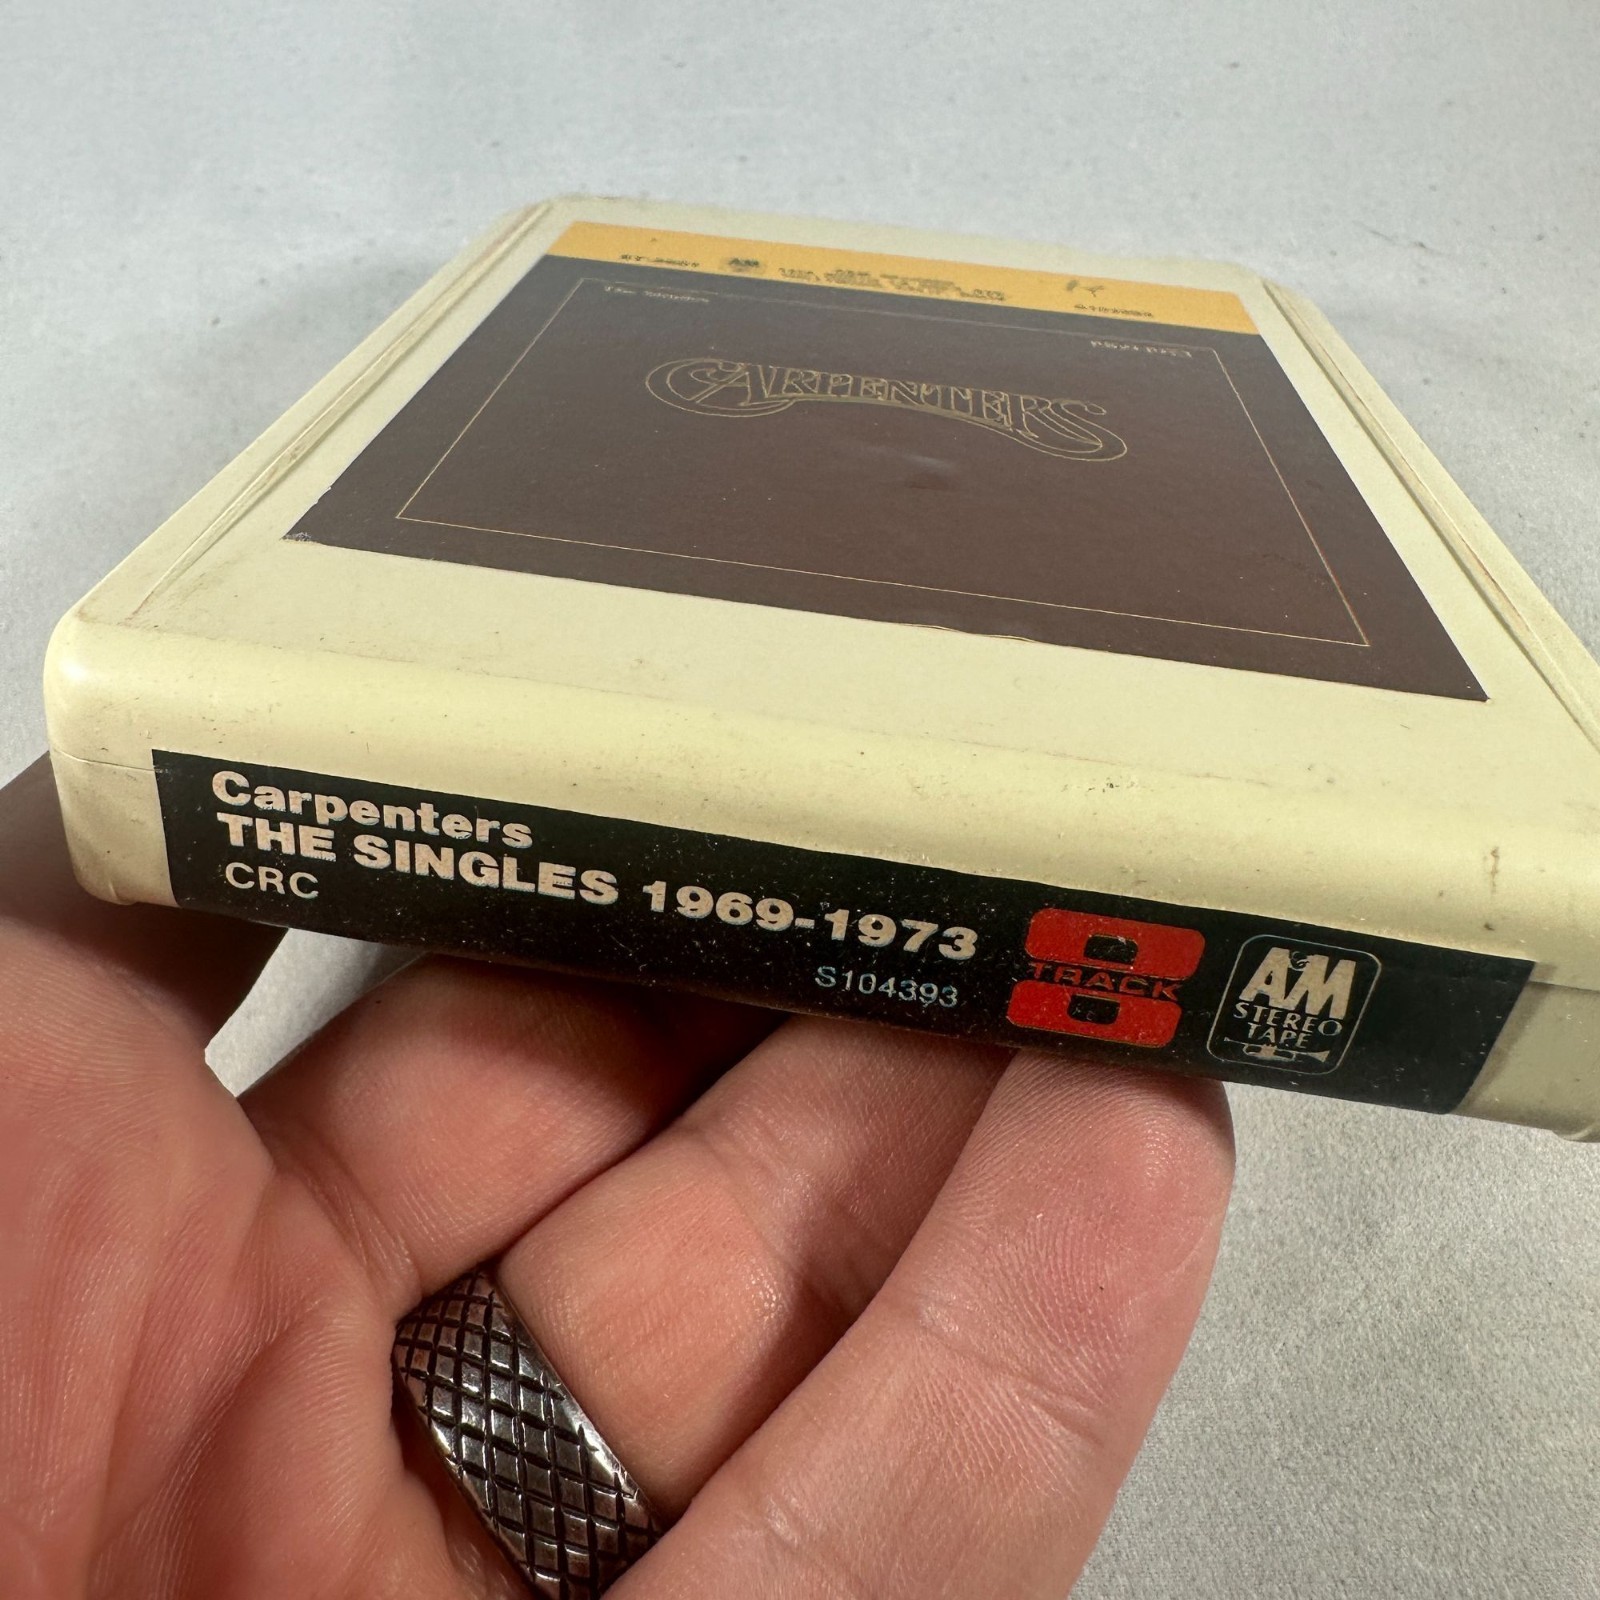 CARPENTERS
Carpenters
THE SINGLES 1969-1973
CRC
S104393
8
TRACK
A&M
STEREO
TAPE